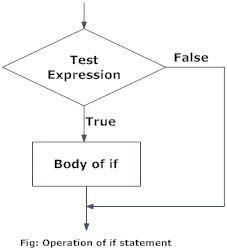 Test
Expression
False
True
Body of if
Fig: Operation of if statement